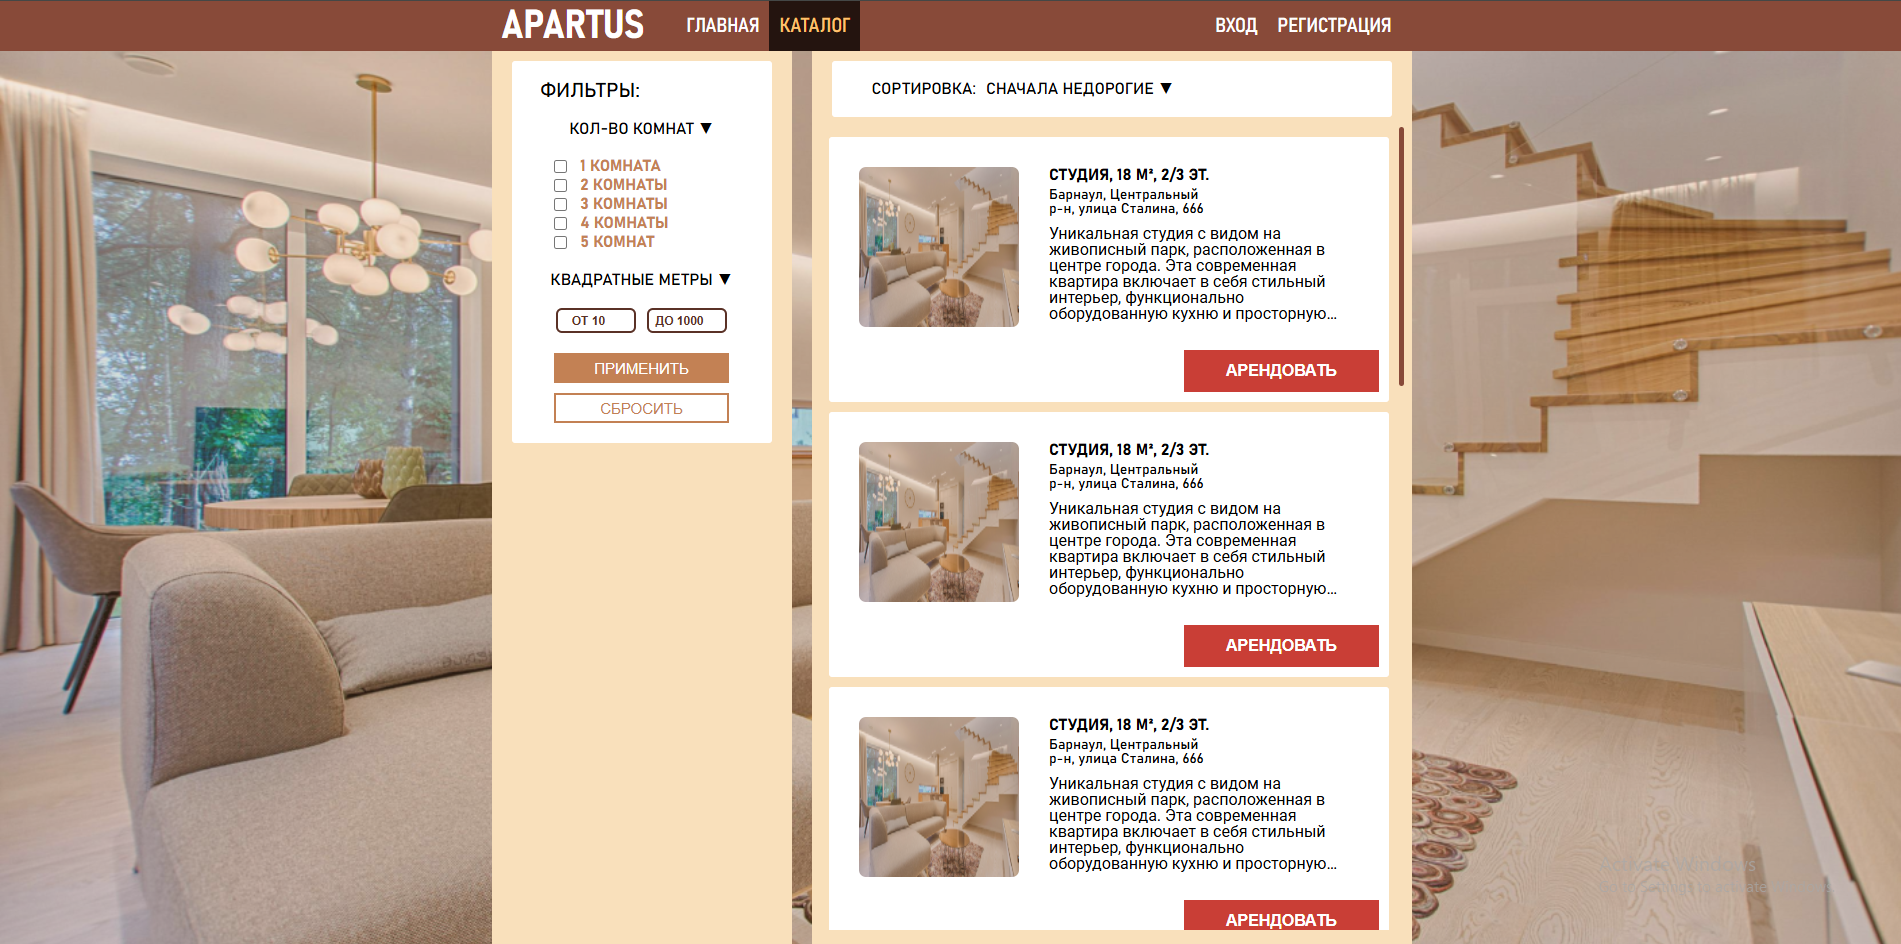 APARTUS
ГЛАВНАЯ
КАТАЛОГ
ВХОД
РЕГИСТРАЦИЯ
ФИЛЬТРЫ:
КОЛ-ВО КОМНАТ ▼
1 КОМНАТА
2 КОМНАТЫ
3 КОМНАТЫ
4 КОМНАТЫ
5 КОМНАТ
КВАДРАТНЫЕ МЕТРЫ ▼
ОТ 10
ДО 1000
ПРИМЕНИТЬ
СБРОСИТЬ
СОРТИРОВКА: СНАЧАЛА НЕДОРОГИЕ ▼
СТУДИЯ, 18 М², 2/3 ЭТ.
Барнаул, Центральный
р-н, улица Сталина, 666
Уникальная студия с видом на
живописный парк, расположенная в
центре города. Эта современная
квартира включает в себя стильный
интерьер, функционально
оборудованную кухню и просторную...
АРЕНДОВАТЬ
СТУДИЯ, 18 М², 2/3 ЭТ.
Барнаул, Центральный
р-н, улица Сталина, 666
Уникальная студия с видом на
живописный парк, расположенная в
центре города. Эта современная
квартира включает в себя стильный
интерьер, функционально
оборудованную кухню и просторную...
АРЕНДОВАТЬ
СТУДИЯ, 18 М², 2/3 ЭТ.
Барнаул, Центральный
р-н, улица Сталина, 666
Уникальная студия с видом на
живописный парк, расположенная в
центре города. Эта современная
квартира включает в себя стильный
интерьер, функционально
оборудованную кухню и просторную...
АРЕНДОВАТЬ